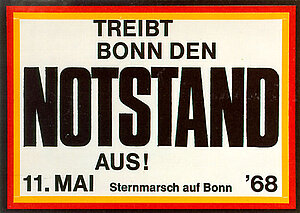 TREIBT
BONN DEN
NOTSTAND
AUS!
11. MAI Sternmarsch auf Bonn '68